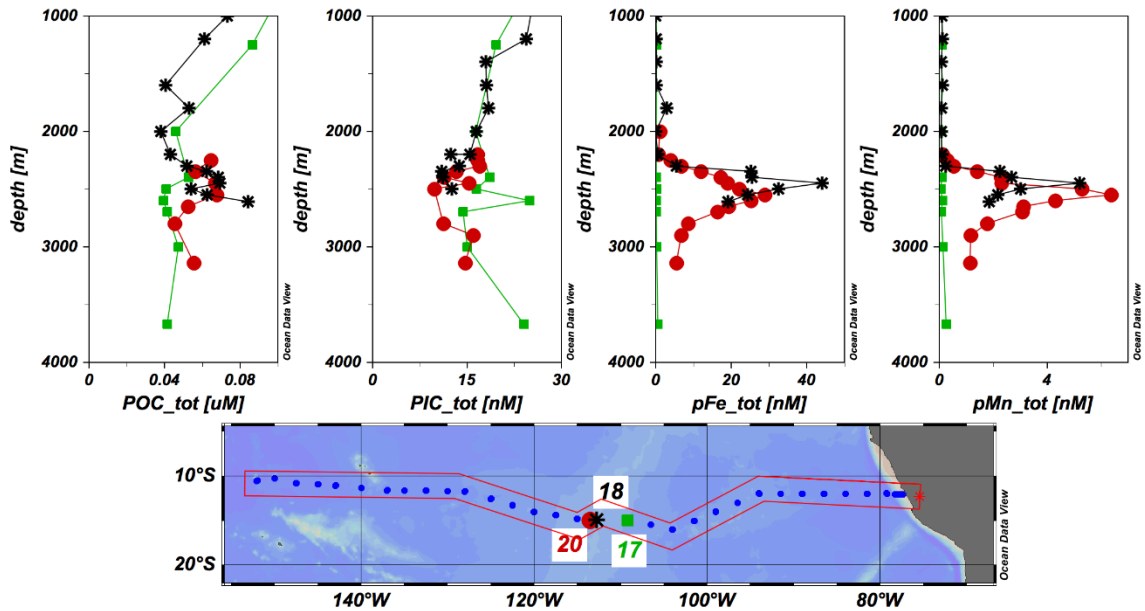 1000 1000 1000 1000
2000 2000 2000 2000
3000 3000 3000 3000
4000 4000 4000 4000
depth [m] depth [m] depth [m] depth [m]
Ocean Data View Ocean Data View Ocean Data View Ocean Data View
0 0.04 0.08 0 15 30 0 20 40 0 4
POC_tot [uM] PIC_tot [nM] pFe_tot [nM] pMn_tot [nM]
10°S
18
20 17
20°S
Ocean Data View
140°W 120°W 100°W 80°W